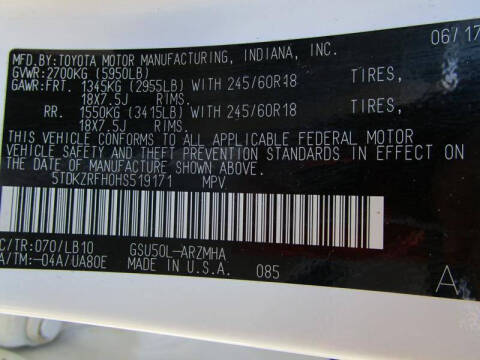 MFD.BY:TOYOTA MOTOR MANUFACTURING, INDIANA, INC. 06/17
GVWR:2700KG (5950LB)
GAWR:FRT. 1345KG (2955LB) WITH 245/60R18 TIRES,
18X7.5J RIMS.
RR. 1550KG (3415LB) WITH 245/60R18 TIRES,
18X7.5J RIMS.
THIS VEHICLE CONFORMS TO ALL APPLICABLE FEDERAL MOTOR
VEHICLE SAFETY AND THEFT PREVENTION STANDARDS IN EFFECT ON
THE DATE OF MANUFACTURE SHOWN ABOVE.
5TDKZRFH0HS519171 MPV
C/TR:070/LB10 GSU50L-ARZMHA
A/TM:-04A/UA80E MADE IN U.S.A. 085 A